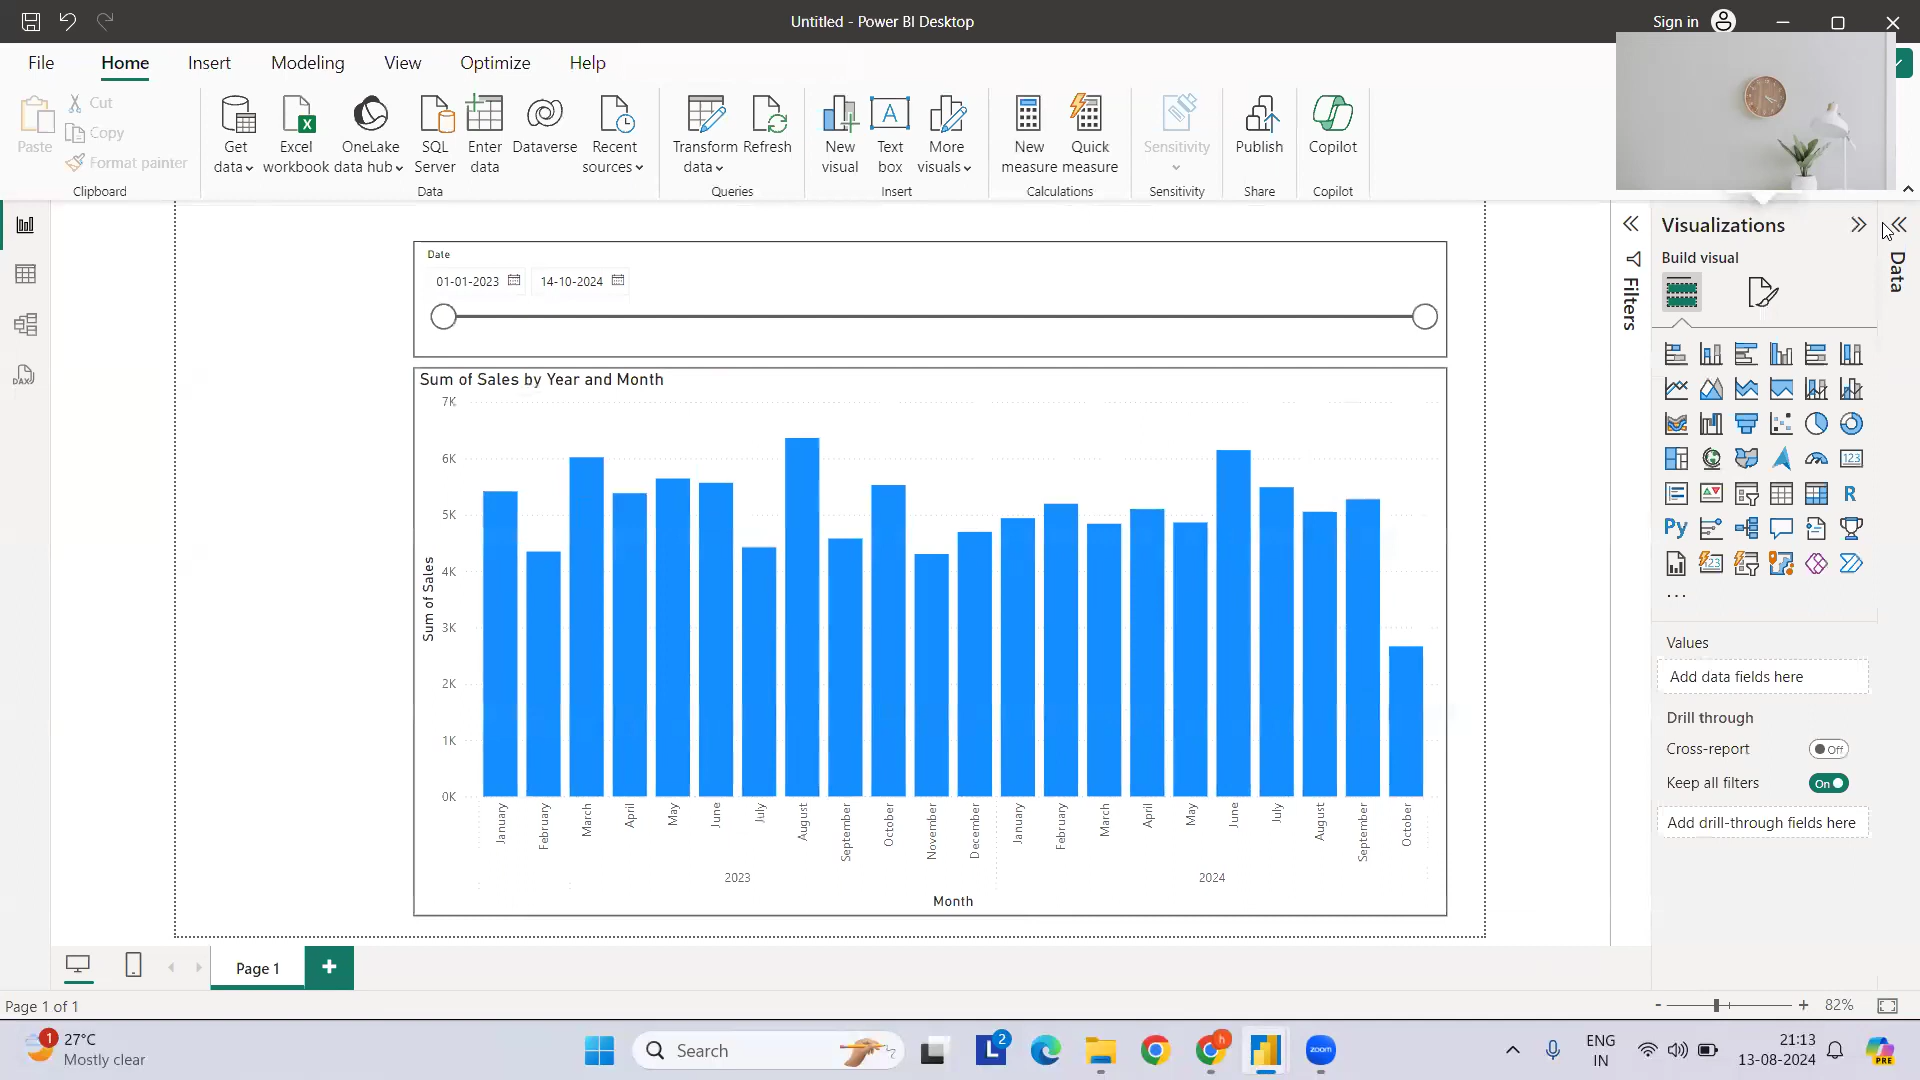 Untitled - Power BI Desktop
Sign in
File Home Insert Modeling View Optimize Help
Paste
Cut
Copy
Format painter
Clipboard
Get data
Excel workbook
OneLake data hub
SQL Server
Enter data
Dataverse
Recent sources
Data
Transform data
Refresh
Queries
New visual
Text box
More visuals
Insert
New measure
Quick measure
Calculations
Sensitivity
Sensitivity
Publish
Share
Copilot
Copilot
Date
01-01-2023 14-10-2024
Sum of Sales by Year and Month
7K
6K
5K
4K
3K
2K
1K
0K
Sum of Sales
January February March April May June July August September October November December January February March April May June July August September October
2023 2024
Month
Filters
Visualizations
Build visual
123
R
Py
123
...
Values
Add data fields here
Drill through
Cross-report Off
Keep all filters On
Add drill-through fields here
Data
Page 1
Page 1 of 1
- + 82%
1
27°C
Mostly clear
Search
L 2
h
zoom
ENG
IN
21:13
13-08-2024
PRE
DAX